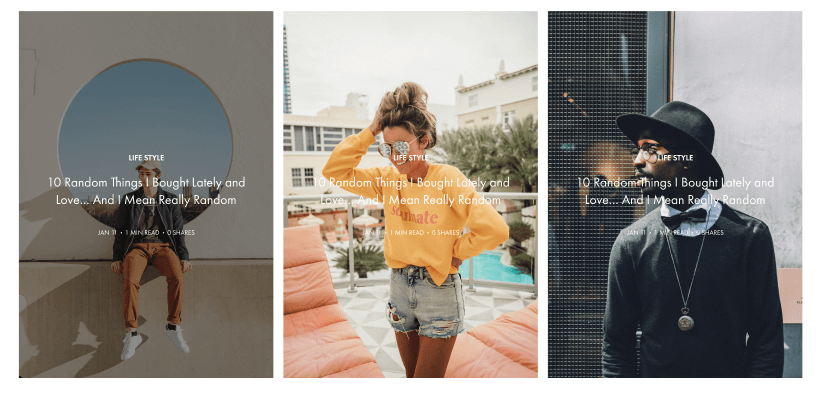 LIFE STYLE
10 Random Things I Bought Lately and
Love... And I Mean Really Random
JAN 11 • 1 MIN READ • 0 SHARES
LIFE STYLE
10 Random Things I Bought Lately and
Love... And I Mean Really Random
JAN 11 • 1 MIN READ • 0 SHARES
LIFE STYLE
10 Random Things I Bought Lately and
Love... And I Mean Really Random
JAN 11 • 1 MIN READ • 0 SHARES